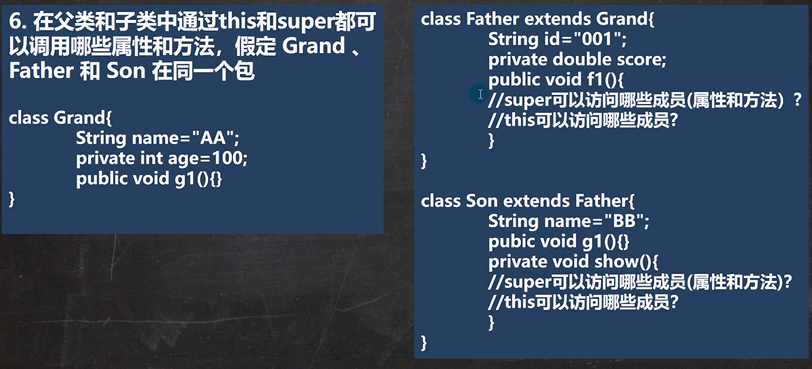 6. 在父类和子类中通过this和super都可
以调用哪些属性和方法，假定 Grand 、
Father 和 Son 在同一个包
class Grand{
String name="AA";
private int age=100;
public void g1(){}
}
class Father extends Grand{
String id="001";
private double score;
public void f1(){
//super可以访问哪些成员(属性和方法) ？
//this可以访问哪些成员?
}
}
class Son extends Father{
String name="BB";
pubic void g1(){}
private void show(){
//super可以访问哪些成员(属性和方法)?
//this可以访问哪些成员?
}
}